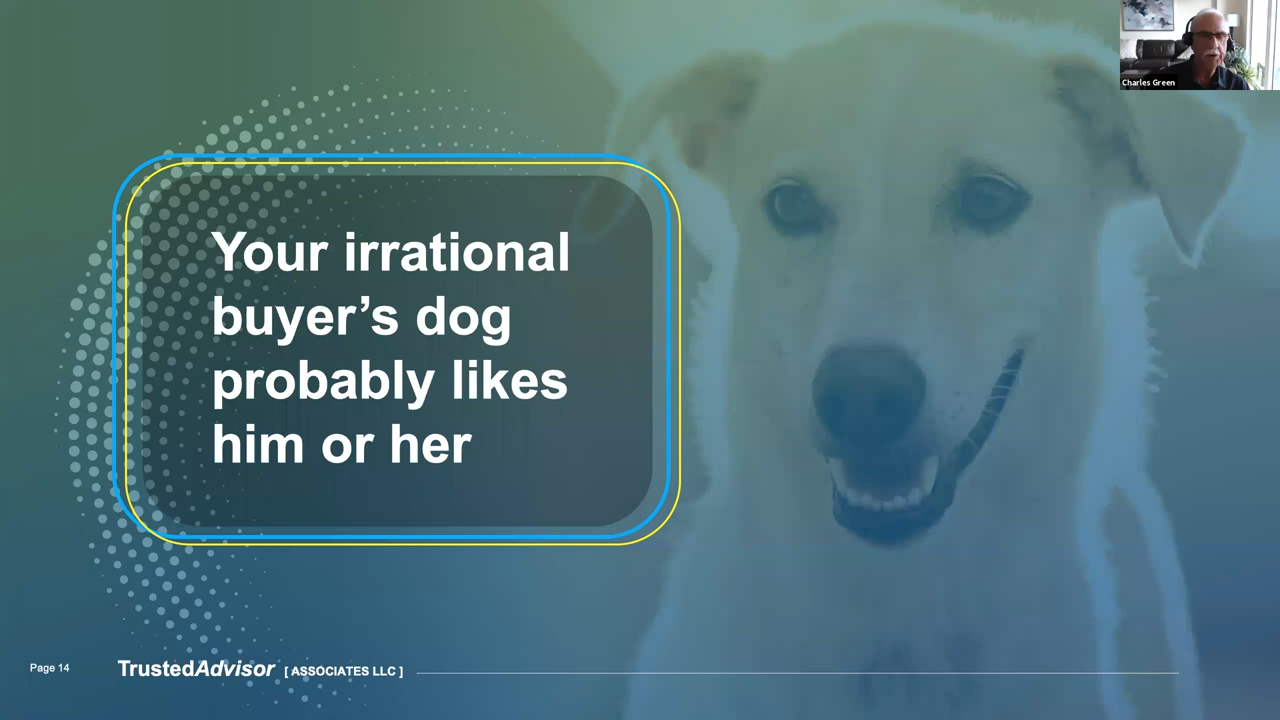 Charles Green
Your irrational
buyer’s dog
probably likes
him or her
Page 14
TrustedAdvisor [ ASSOCIATES LLC ]